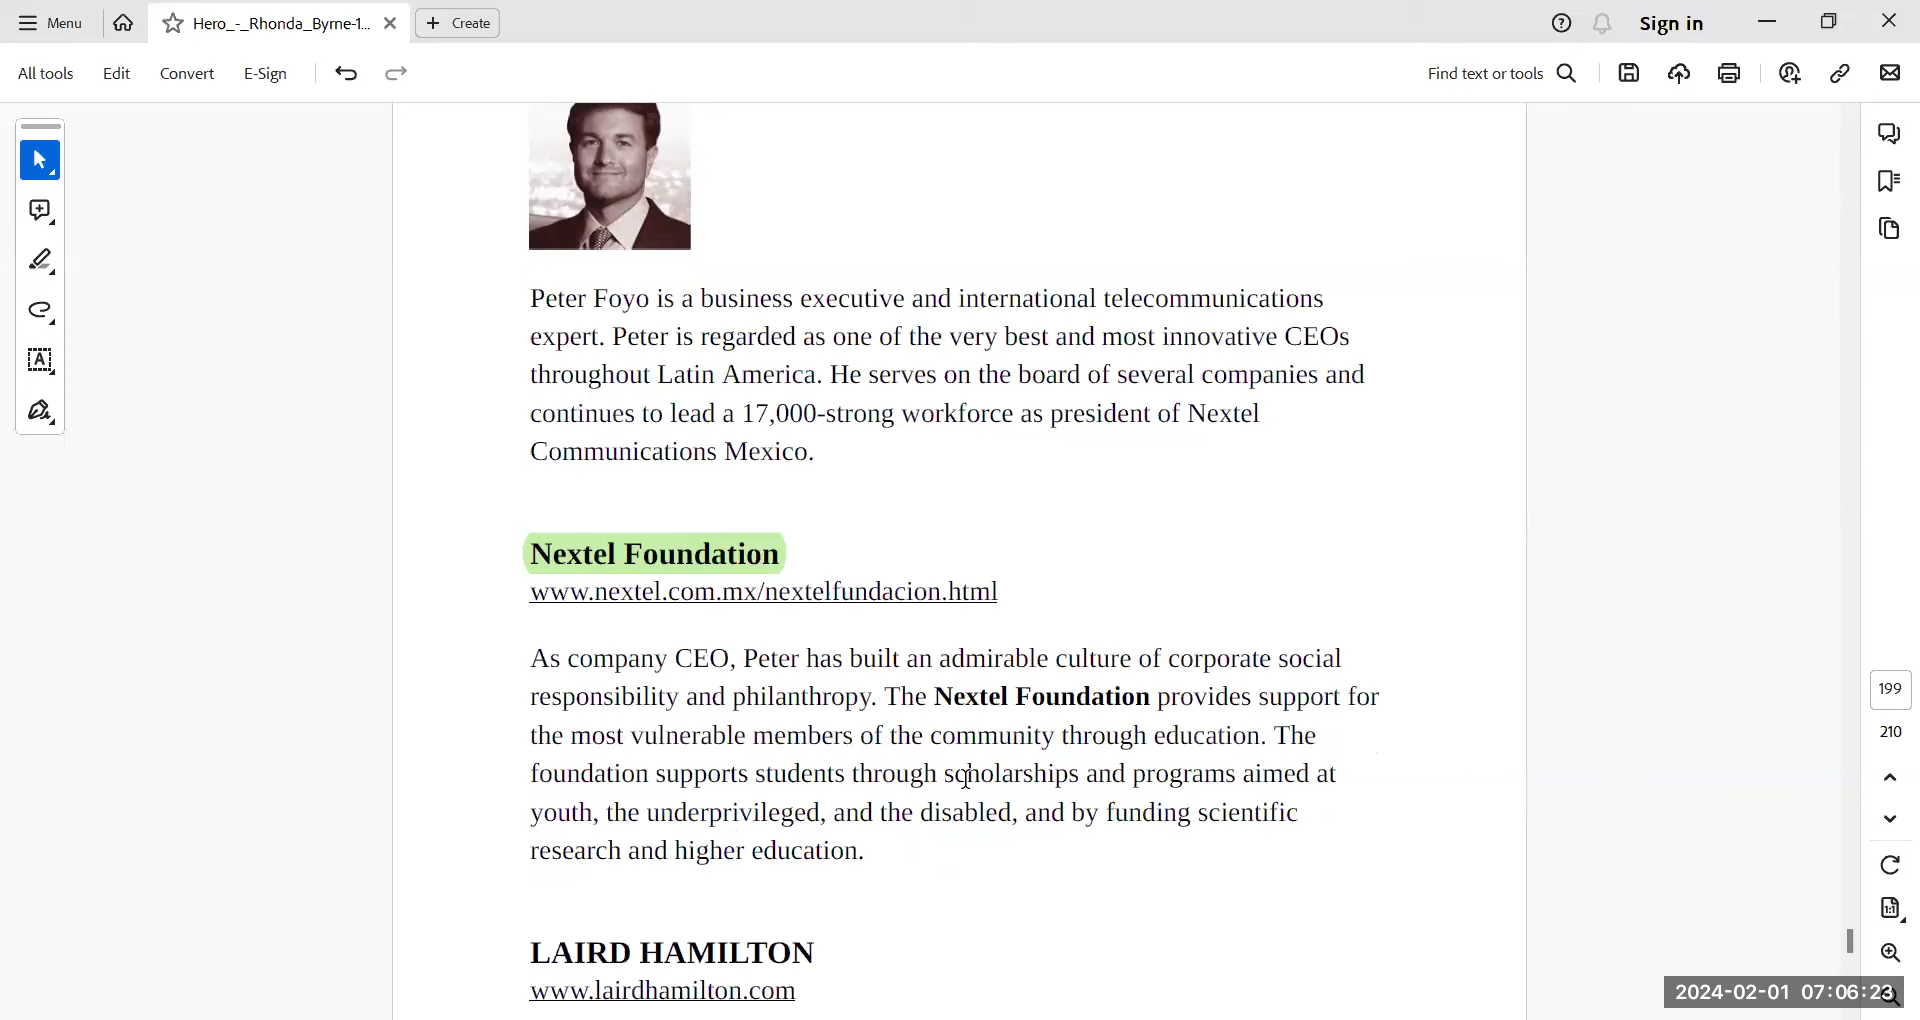 Menu
Hero_-_Rhonda_Byrne-1...
Create
Sign in
All tools
Edit
Convert
E-Sign
Find text or tools
Peter Foyo is a business executive and international telecommunications
expert. Peter is regarded as one of the very best and most innovative CEOs
throughout Latin America. He serves on the board of several companies and
continues to lead a 17,000-strong workforce as president of Nextel
Communications Mexico.
Nextel Foundation
www.nextel.com.mx/nextelfundacion.html
As company CEO, Peter has built an admirable culture of corporate social
responsibility and philanthropy. The Nextel Foundation provides support for
the most vulnerable members of the community through education. The
foundation supports students through scholarships and programs aimed at
youth, the underprivileged, and the disabled, and by funding scientific
research and higher education.
LAIRD HAMILTON
www.lairdhamilton.com
199
210
2024-02-01 07:06:23